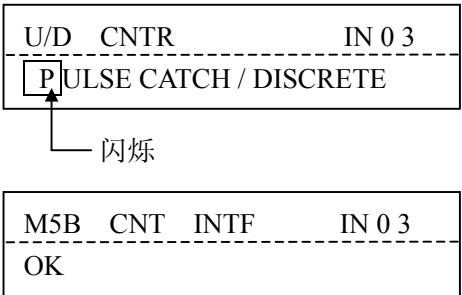 U/D CNTR IN 0 3
PULSE CATCH / DISCRETE
闪烁
M5B CNT INTF IN 0 3
OK